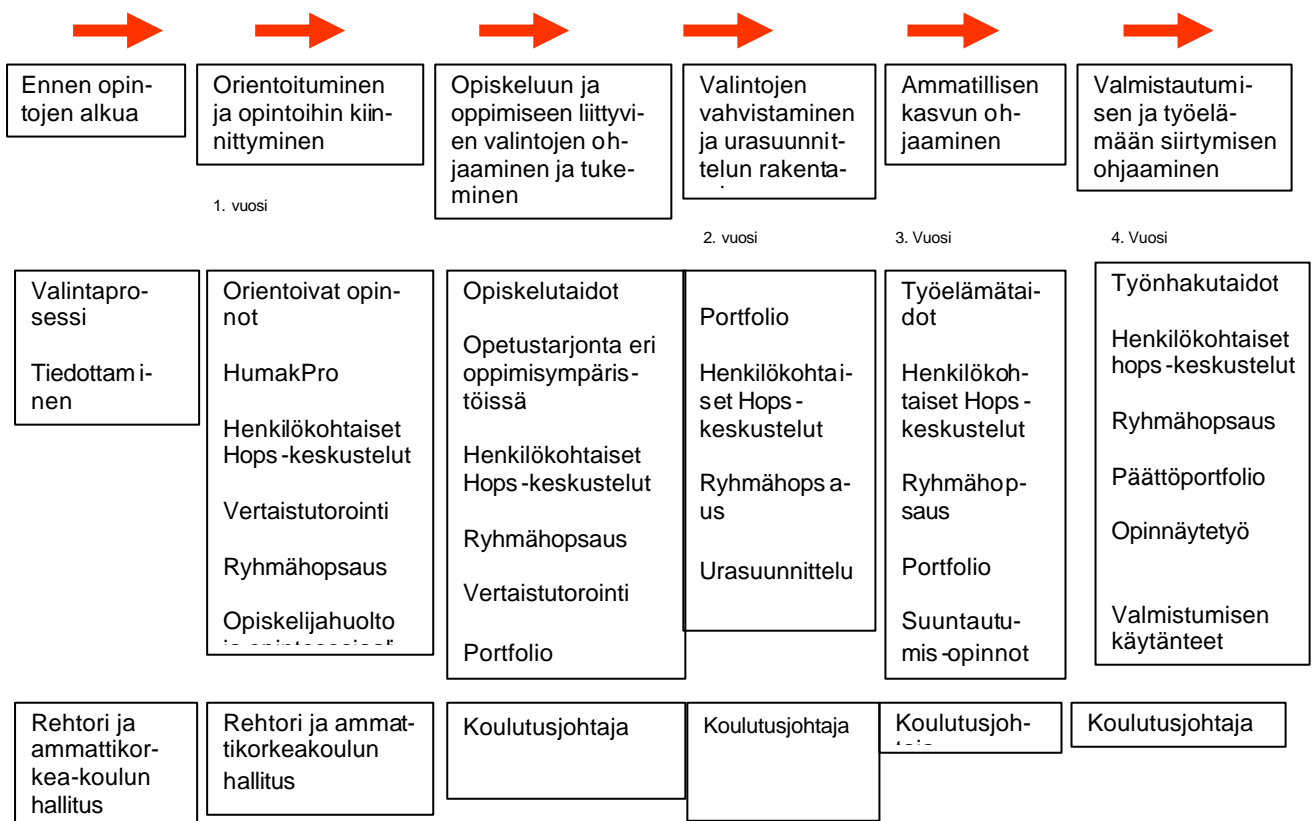 Ennen opin-
tojen alkua
Orientoituminen
ja opintoihin kiin-
nittyminen
Opiskeluun ja
oppimiseen liittyvi-
en valintojen oh-
jaaminen ja tuke-
minen
Valintojen
vahvistaminen
ja urasuunnit-
telun rakenta-
Ammatillisen
kasvun oh-
jaaminen
Valmistautumi-
sen ja työelä-
mään siirtymisen
ohjaaminen
1. vuosi
2. vuosi
3. Vuosi
4. Vuosi
Valintapro-
sessi
Tiedottami-
nen
Orientoivat opin-
not
HumakPro
Henkilökohtaiset
Hops-keskustelut
Vertaistutorointi
Ryhmähopsaus
Opiskelijahuolto
Opiskelutaidot
Opetustarjonta eri
oppimisympäris-
töissä
Henkilökohtaiset
Hops-keskustelut
Ryhmähopsaus
Vertaistutorointi
Portfolio
Portfolio
Henkilökohtai-
set Hops-
keskustelut
Ryhmähopsa-
us
Urasuunnittelu
Työelämätai-
dot
Henkilökoh-
taiset Hops-
keskustelut
Ryhmähop-
saus
Portfolio
Suuntautu-
mis-opinnot
Työnhakutaidot
Henkilökohtaiset
hops-keskustelut
Ryhmähopsaus
Päättöportfolio
Opinnäytetyö
Valmistumisen
käytänteet
Rehtori ja
ammattikor-
kea-koulun
hallitus
Rehtori ja ammat-
tikorkeakoulun
hallitus
Koulutusjohtaja
Koulutusjohtaja
Koulutusjoh-
Koulutusjohtaja